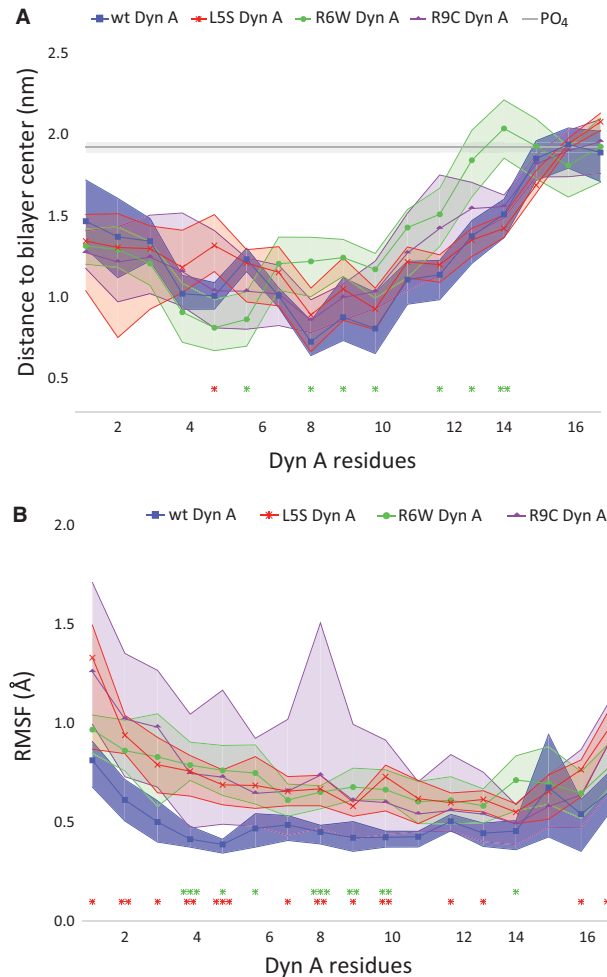 A
wt Dyn A L5S Dyn A R6W Dyn A R9C Dyn A PO4
Distance to bilayer center (nm)
2.5
2.0
1.5
1.0
0.5
* * * * * * * **
2 4 6 8 10 12 14 16
Dyn A residues
B
wt Dyn A L5S Dyn A R6W Dyn A R9C Dyn A
RMSF (Å)
2.0
1.5
1.0
0.5
0.0
*** * * *** ** ** *
* ** * ** *** * ** * ** * * * *
2 4 6 8 10 12 14 16
Dyn A residues